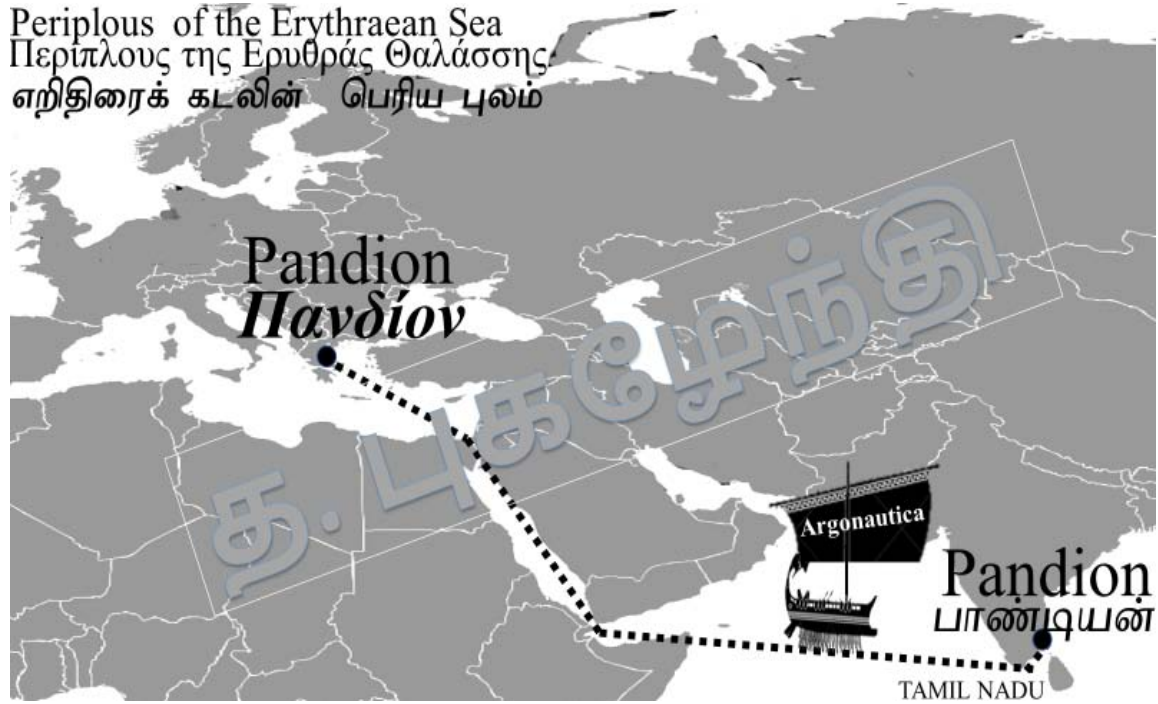 Periplous of the Erythraean Sea
Περίπλους της Ερυθράς Θαλάσσης
எறிதிரைக் கடலின் பெரிய புலம்
Pandion
Πανδίον
த. புகழேந்தி
Argonautica
Pandion
பாண்டியன்
TAMIL NADU